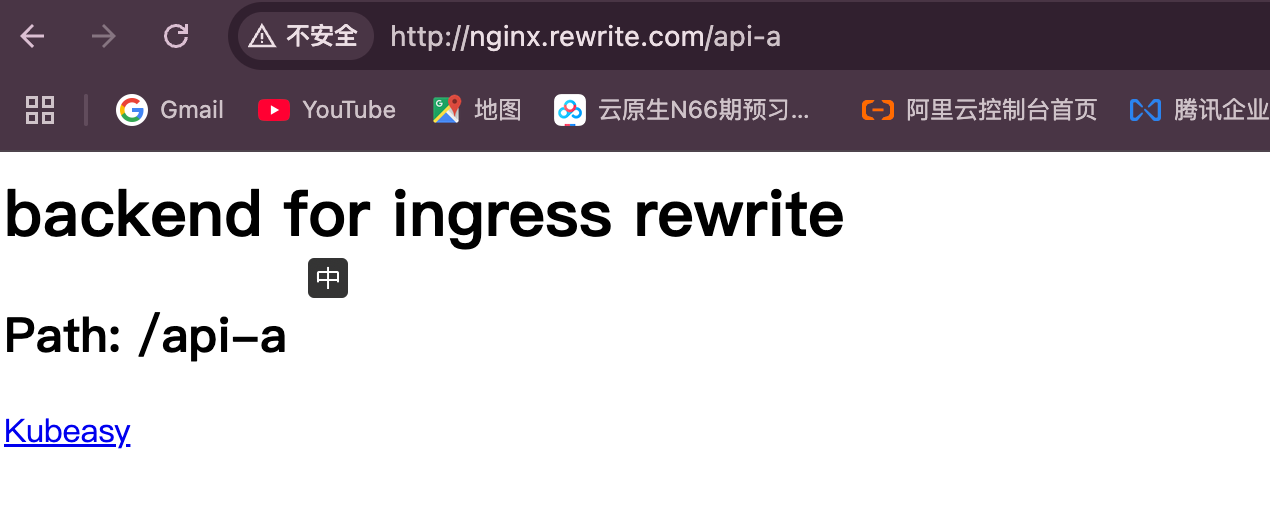 不安全 http://nginx.rewrite.com/api-a
Gmail YouTube 地图 云原生N66期预习... 阿里云控制台首页 腾讯企业
backend for ingress rewrite
中
Path: /api-a
Kubeasy